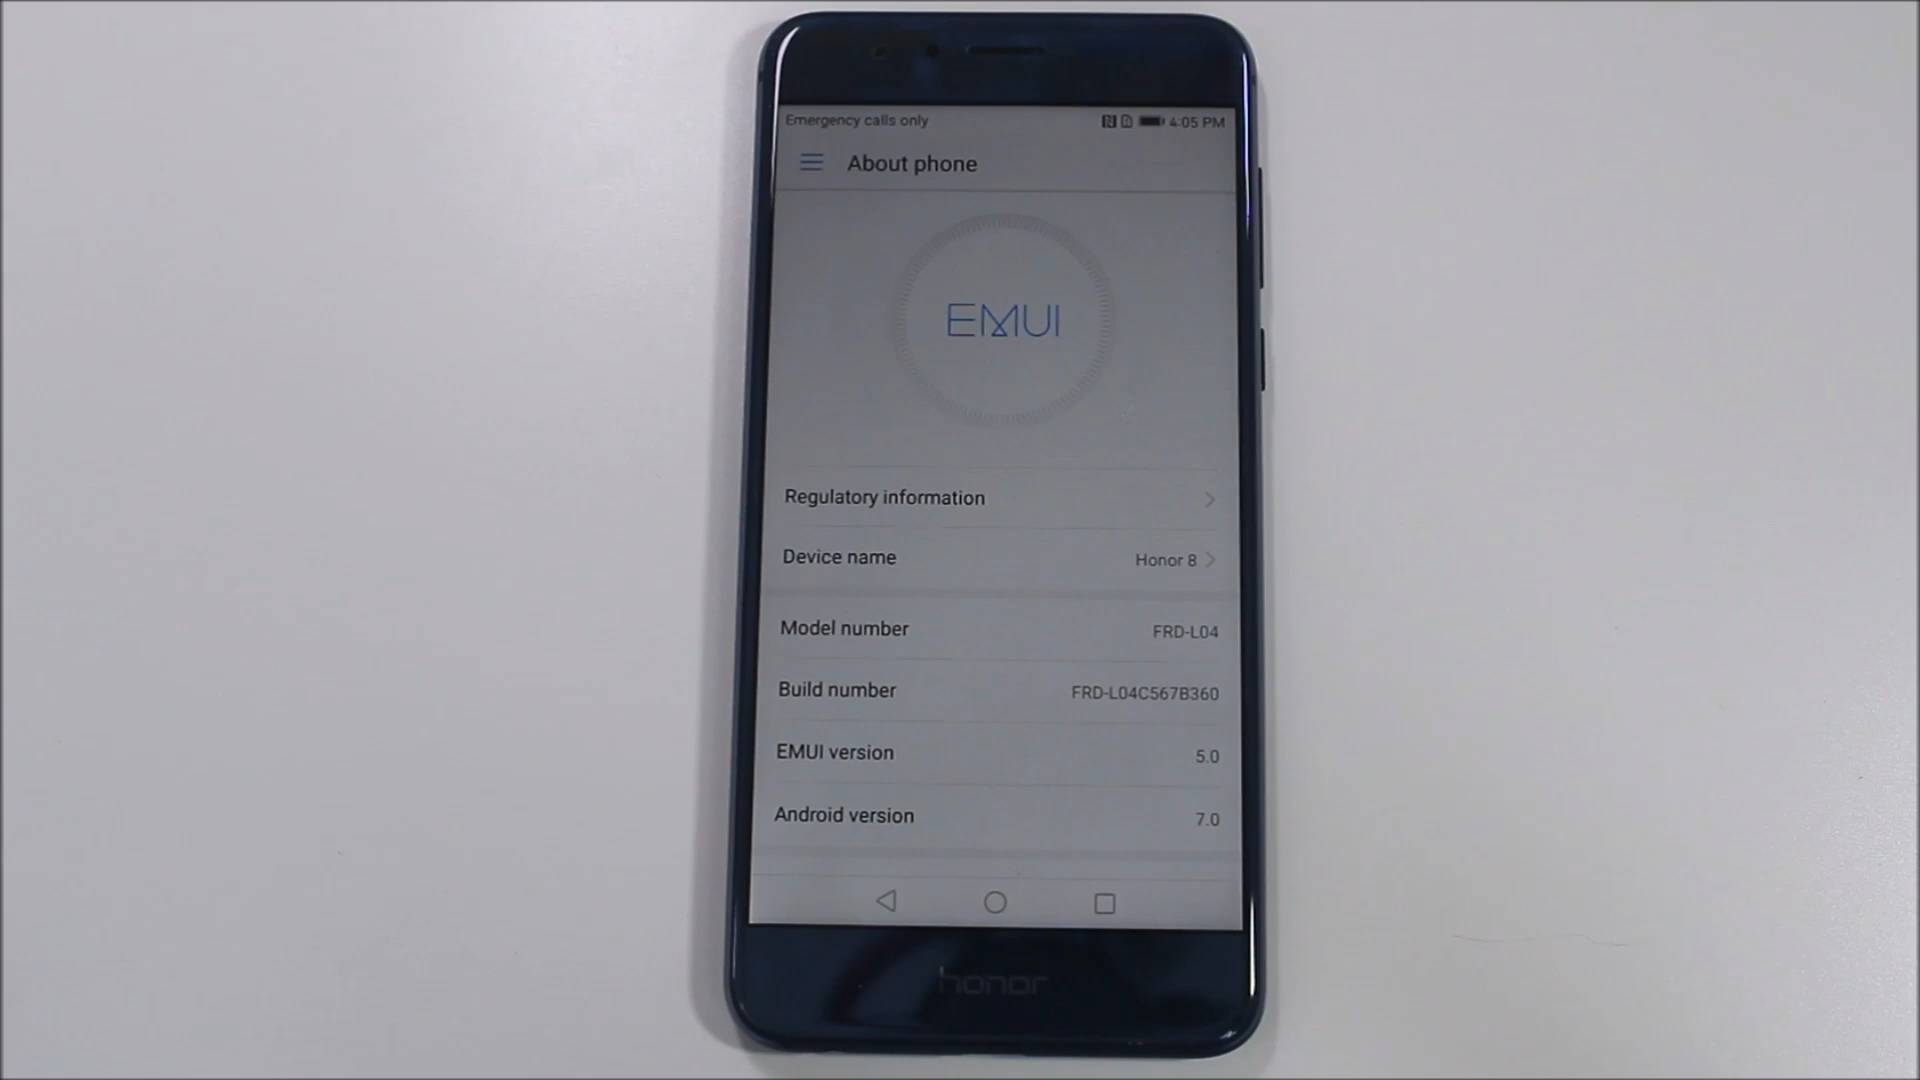 Emergency calls only 4:05 PM
About phone
EMUI
Regulatory information
Device name Honor 8
Model number FRD-L04
Build number FRD-L04C567B360
EMUI version 5.0
Android version 7.0
honor